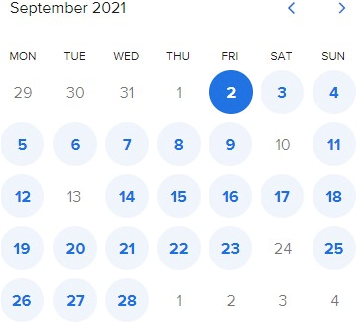 September 2021
MON TUE WED THU FRI SAT SUN
29 30 31 1 2 3 4
5 6 7 8 9 10 11
12 13 14 15 16 17 18
19 20 21 22 23 24 25
26 27 28 1 2 3 4